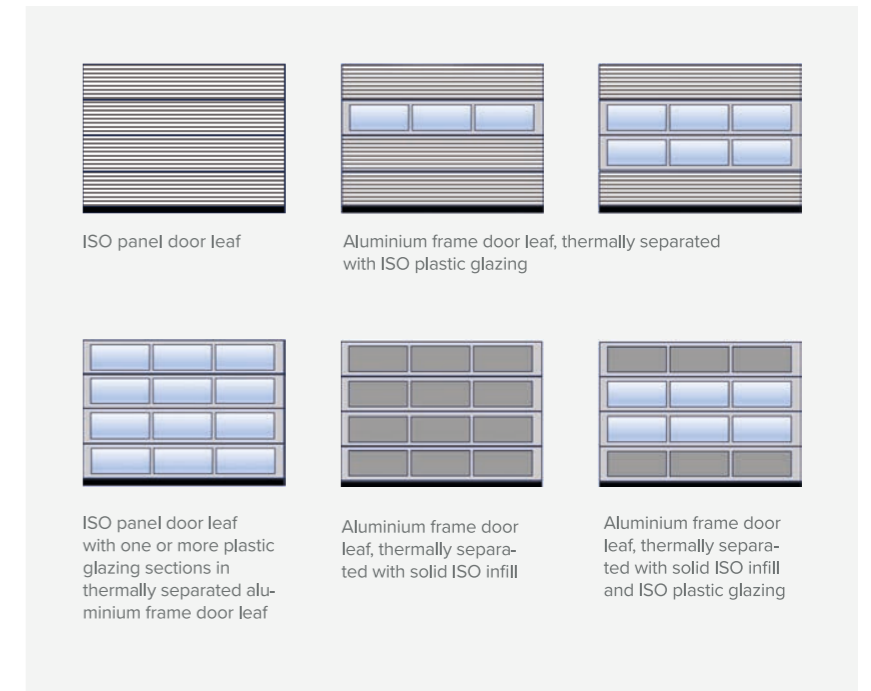 ISO panel door leaf
Aluminium frame door leaf, thermally separated
with ISO plastic glazing
ISO panel door leaf
with one or more plastic
glazing sections in
thermally separated alu-
minium frame door leaf
Aluminium frame door
leaf, thermally separa-
ted with solid ISO infill
Aluminium frame door
leaf, thermally separa-
ted with solid ISO infill
and ISO plastic glazing